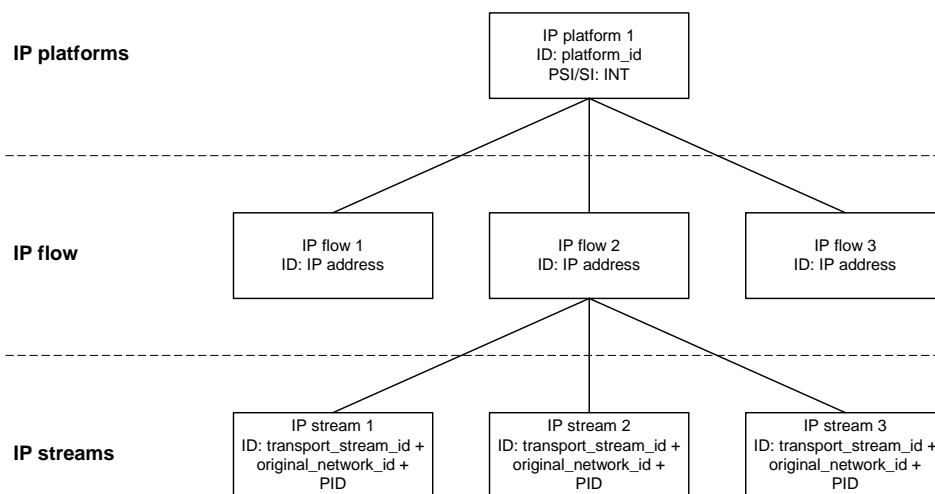 IP platforms
IP platform 1
ID: platform_id
PSI/SI: INT
IP flow
IP flow 1
ID: IP address
IP flow 2
ID: IP address
IP flow 3
ID: IP address
IP streams
IP stream 1
ID: transport_stream_id +
original_network_id +
PID
IP stream 2
ID: transport_stream_id +
original_network_id +
PID
IP stream 3
ID: transport_stream_id +
original_network_id +
PID